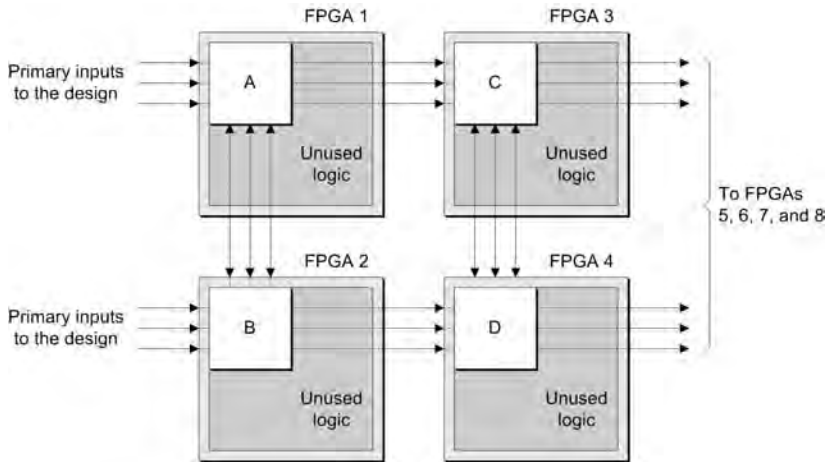 FPGA 1
FPGA 3
Primary inputs
to the design
A
C
Unused
logic
Unused
logic
To FPGAs
5, 6, 7, and 8
FPGA 2
FPGA 4
Primary inputs
to the design
B
D
Unused
logic
Unused
logic